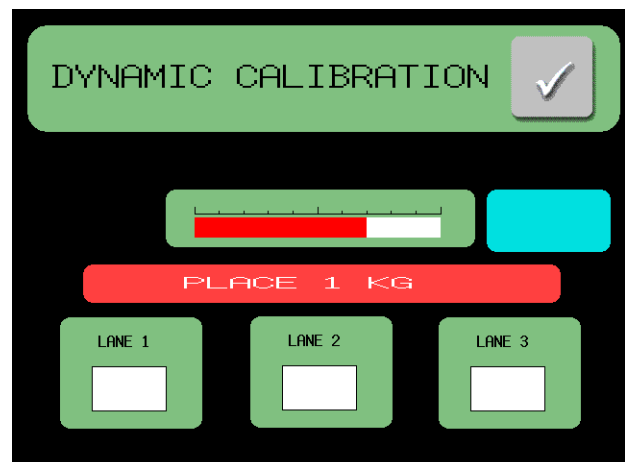 DYNAMIC CALIBRATION
PLACE 1 KG
LANE 1
LANE 2
LANE 3